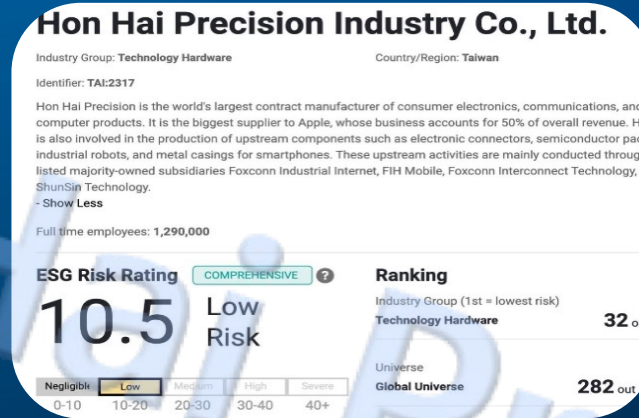 Hon Hai Precision Industry Co., Ltd.
Industry Group: Technology Hardware
Country/Region: Taiwan
Identifier: TAI:2317
Hon Hai Precision is the world's largest contract manufacturer of consumer electronics, communications, and
computer products. It is the biggest supplier to Apple, whose business accounts for 50% of overall revenue. H
is also involved in the production of upstream components such as electronic connectors, semiconductor pac
industrial robots, and metal casings for smartphones. These upstream activities are mainly conducted throug
listed majority-owned subsidiaries Foxconn Industrial Internet, FIH Mobile, Foxconn Interconnect Technology,
ShunSin Technology.
- Show Less
Full time employees: 1,290,000
ESG Risk Rating COMPREHENSIVE ?
10.5 Low
Risk
Negligible Low Medium High Severe
0-10 10-20 20-30 30-40 40+
Ranking
Industry Group (1st = lowest risk)
Technology Hardware 32 o
Universe
Global Universe 282 out
Hai Pr